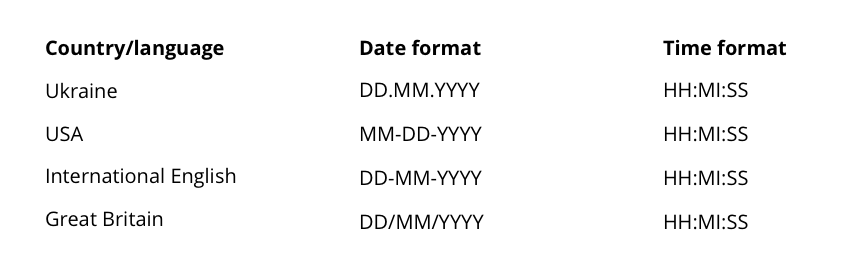 Country/language Date format Time format
Ukraine DD.MM.YYYY HH:MI:SS
USA MM-DD-YYYY HH:MI:SS
International English DD-MM-YYYY HH:MI:SS
Great Britain DD/MM/YYYY HH:MI:SS